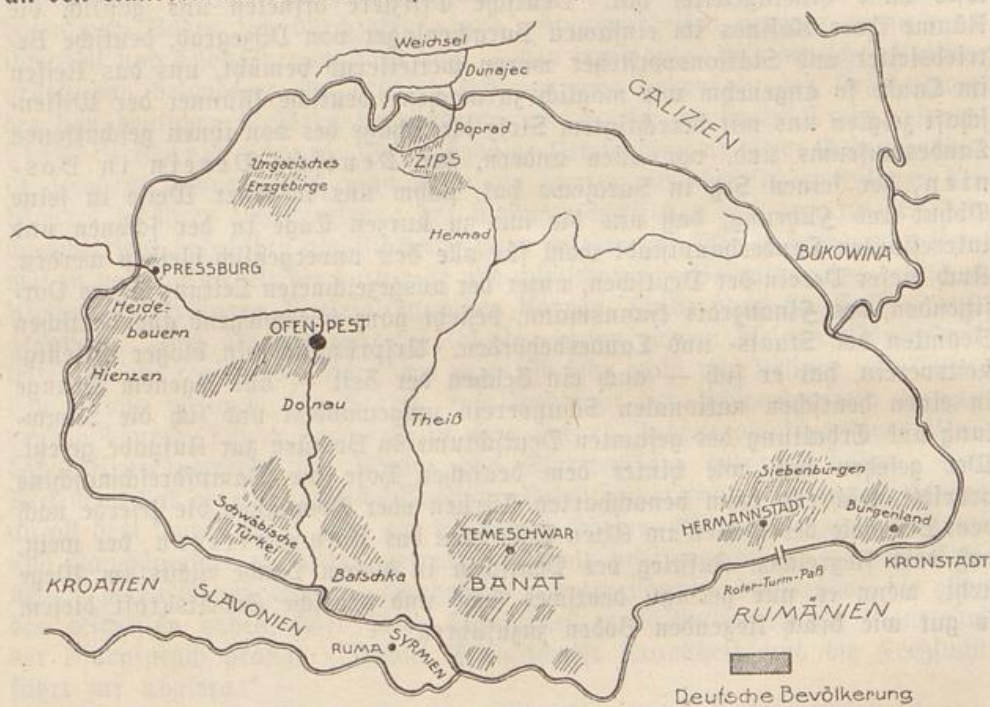 Weichsel
Dunajec
GALIZIEN
Poprad
Ungarisches
Erzgebirge
ZIPS
Hernad
BUKOWINA
PRESSBURG
Heide-
bauern
OFEN-PEST
Hienzen
Donau
Theiß
Siebenbürgen
Schwäbische
Türkei
TEMESCHWAR
HERMANNSTADT
Burgenland
KRONSTADT
Batschka
BANAT
Roter-Turm-Paß
KROATIEN
SLAVONIEN
RUMÄNIEN
RUMA
SYRMIEN
Deutsche Bevölkerung